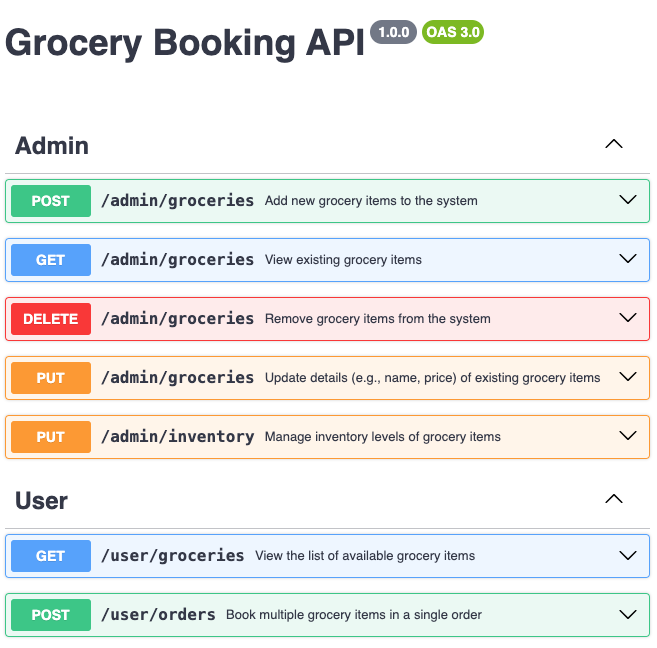 Grocery Booking API 1.0.0 OAS 3.0
Admin
POST /admin/groceries Add new grocery items to the system
GET /admin/groceries View existing grocery items
DELETE /admin/groceries Remove grocery items from the system
PUT /admin/groceries Update details (e.g., name, price) of existing grocery items
PUT /admin/inventory Manage inventory levels of grocery items
User
GET /user/groceries View the list of available grocery items
POST /user/orders Book multiple grocery items in a single order